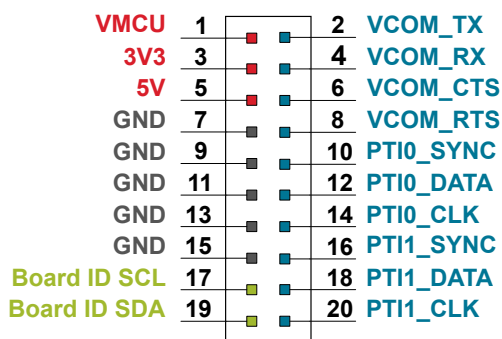 VMCU 1 2 VCOM_TX
3V3 3 4 VCOM_RX
5V 5 6 VCOM_CTS
GND 7 8 VCOM_RTS
GND 9 10 PTI0_SYNC
GND 11 12 PTI0_DATA
GND 13 14 PTI0_CLK
GND 15 16 PTI1_SYNC
Board ID SCL 17 18 PTI1_DATA
Board ID SDA 19 20 PTI1_CLK